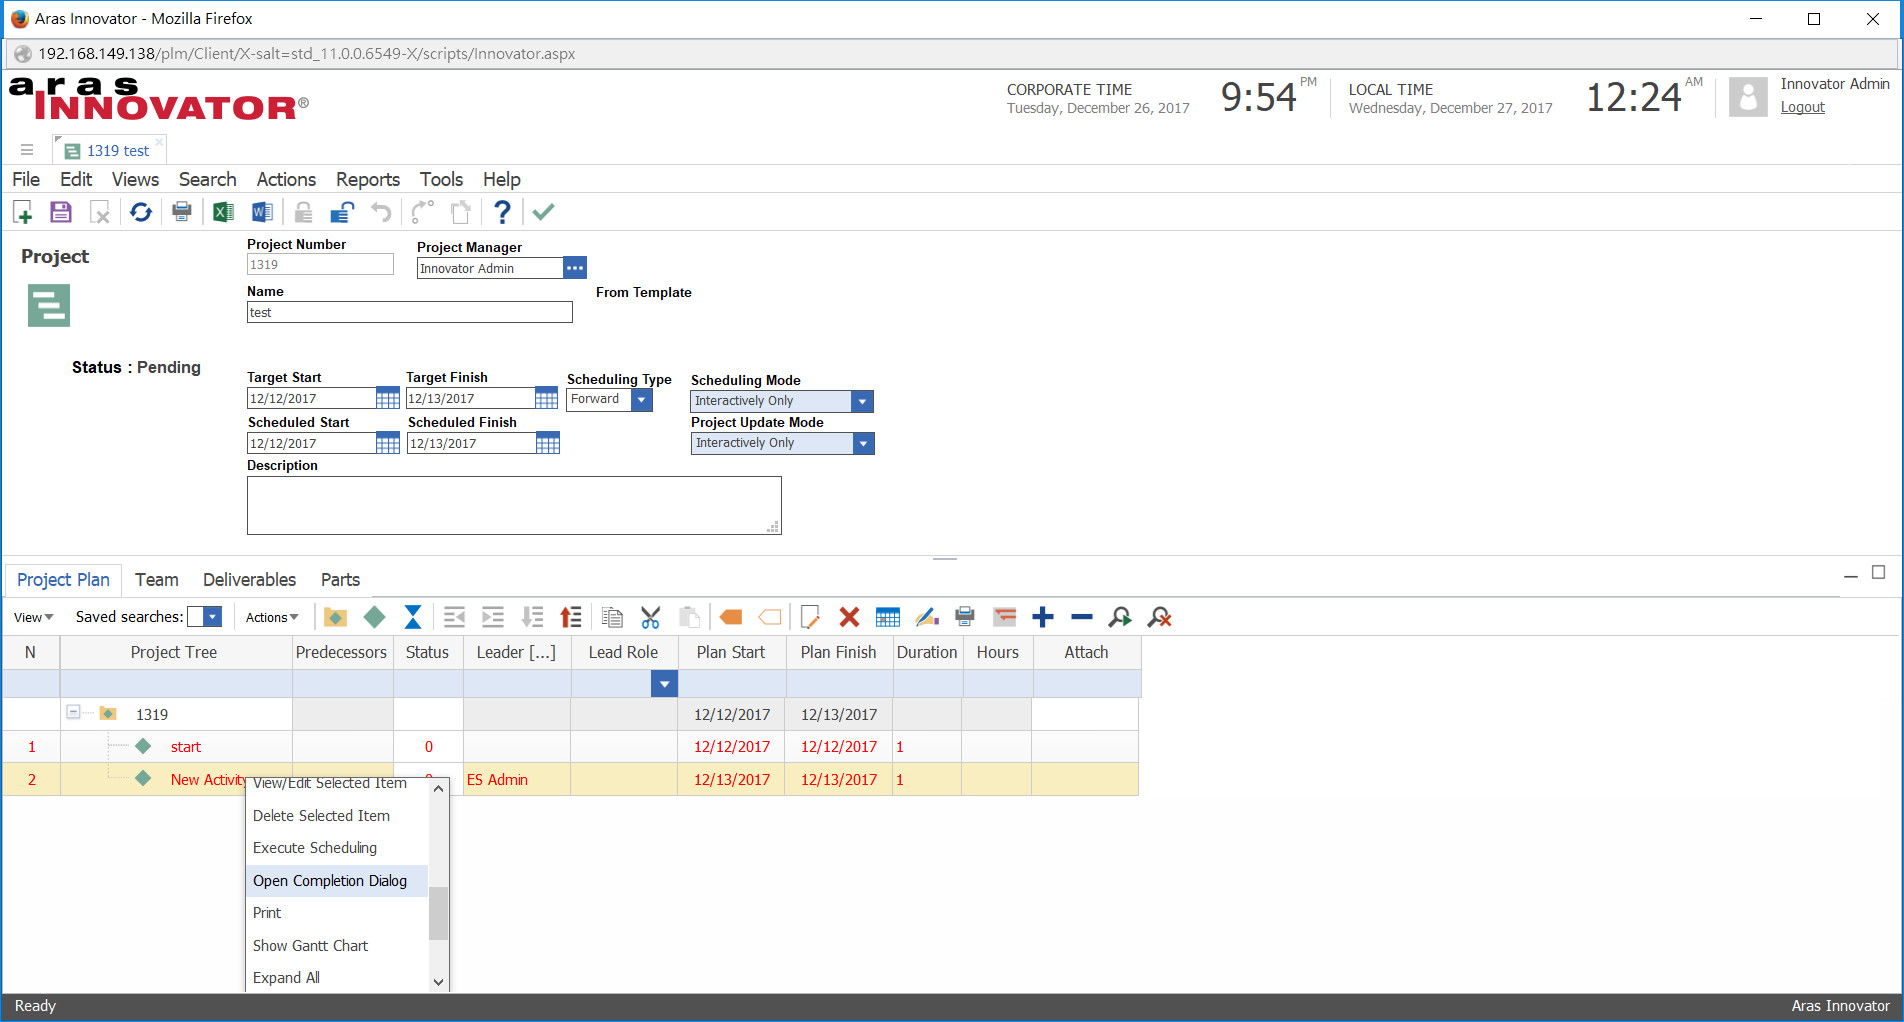 Aras Innovator - Mozilla Firefox
192.168.149.138/plm/Client/X-salt=std_11.0.0.6549-X/scripts/Innovator.aspx
aras
INNOVATOR®
CORPORATE TIME
Tuesday, December 26, 2017
9:54 PM
LOCAL TIME
Wednesday, December 27, 2017
12:24 AM
Innovator Admin
Logout
1319 test
File Edit Views Search Actions Reports Tools Help
Project
Project Number
1319
Project Manager
Innovator Admin
Name
test
From Template
Status : Pending
Target Start Target Finish Scheduling Type Scheduling Mode
12/12/2017 12/13/2017 Forward Interactively Only
Scheduled Start Scheduled Finish Project Update Mode
12/12/2017 12/13/2017 Interactively Only
Description
Project Plan Team Deliverables Parts
View Saved searches: Actions
N Project Tree Predecessors Status Leader [...] Lead Role Plan Start Plan Finish Duration Hours Attach
1319 12/12/2017 12/13/2017
1 start 0 12/12/2017 12/12/2017 1
2 New Activity 0 ES Admin 12/13/2017 12/13/2017 1
View/Edit Selected Item
Delete Selected Item
Execute Scheduling
Open Completion Dialog
Print
Show Gantt Chart
Expand All
Ready
Aras Innovator